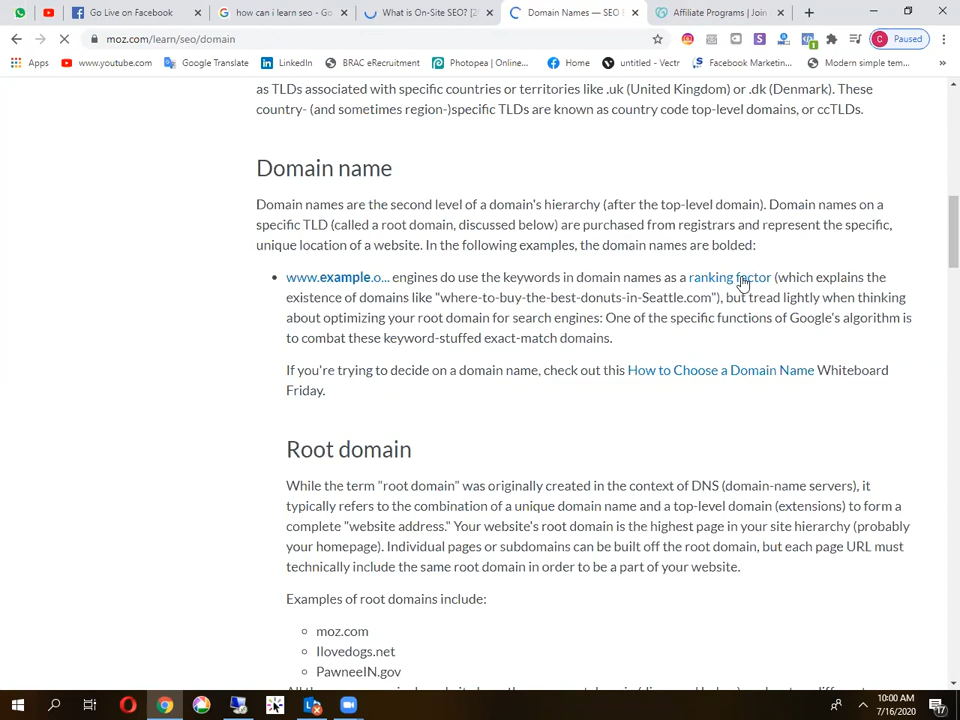 Go Live on Facebook
how can i learn seo - Go
What is On-Site SEO? [2
Domain Names — SEO
Affiliate Programs | Join
moz.com/learn/seo/domain
C Paused
Apps
www.youtube.com
Google Translate
LinkedIn
BRAC eRecruitment
Photopea | Online...
Home
untitled - Vectr
Facebook Marketin...
Modern simple tem...
as TLDs associated with specific countries or territories like .uk (United Kingdom) or .dk (Denmark). These
country- (and sometimes region-)specific TLDs are known as country code top-level domains, or ccTLDs.
Domain name
Domain names are the second level of a domain's hierarchy (after the top-level domain). Domain names on a
specific TLD (called a root domain, discussed below) are purchased from registrars and represent the specific,
unique location of a website. In the following examples, the domain names are bolded:
www.example.o... engines do use the keywords in domain names as a ranking factor (which explains the
existence of domains like "where-to-buy-the-best-donuts-in-Seattle.com"), but tread lightly when thinking
about optimizing your root domain for search engines: One of the specific functions of Google's algorithm is
to combat these keyword-stuffed exact-match domains.
If you're trying to decide on a domain name, check out this How to Choose a Domain Name Whiteboard
Friday.
Root domain
While the term "root domain" was originally created in the context of DNS (domain-name servers), it
typically refers to the combination of a unique domain name and a top-level domain (extensions) to form a
complete "website address." Your website's root domain is the highest page in your site hierarchy (probably
your homepage). Individual pages or subdomains can be built off the root domain, but each page URL must
technically include the same root domain in order to be a part of your website.
Examples of root domains include:
moz.com
Ilovedogs.net
PawneeIN.gov
10:00 AM
7/16/2020
17